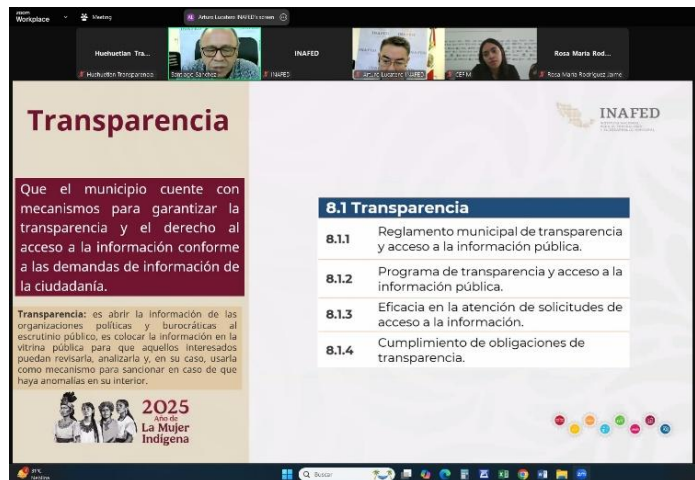 zoom
Workplace
Meeting
AL Arturo Lucatero INAFED's screen
Huehuetlan Tra...
INAFED
Rosa Maria Rod...
Huehuetlan Transparencia
Santiago Sanchez
INAFED
Arturo Lucatero INAFED
CEFIM
Rosa Maria Rodriguez Jaime
Transparencia
INAFED
Que el municipio cuente con
mecanismos para garantizar la
transparencia y el derecho al
acceso a la información conforme
a las demandas de información de
la ciudadanía.
Transparencia: es abrir la información de las
organizaciones políticas y burocráticas al
escrutinio público, es colocar la información en la
vitrina pública para que aquellos interesados
puedan revisarla, analizarla y, en su caso, usarla
como mecanismo para sancionar en caso de que
haya anomalías en su interior.
2025
Año de
La Mujer
Indígena
8.1 Transparencia
8.1.1 Reglamento municipal de transparencia
y acceso a la información pública.
8.1.2 Programa de transparencia y acceso a la
información pública.
8.1.3 Eficacia en la atención de solicitudes de
acceso a la información.
8.1.4 Cumplimiento de obligaciones de
transparencia.
31°C
Buscar